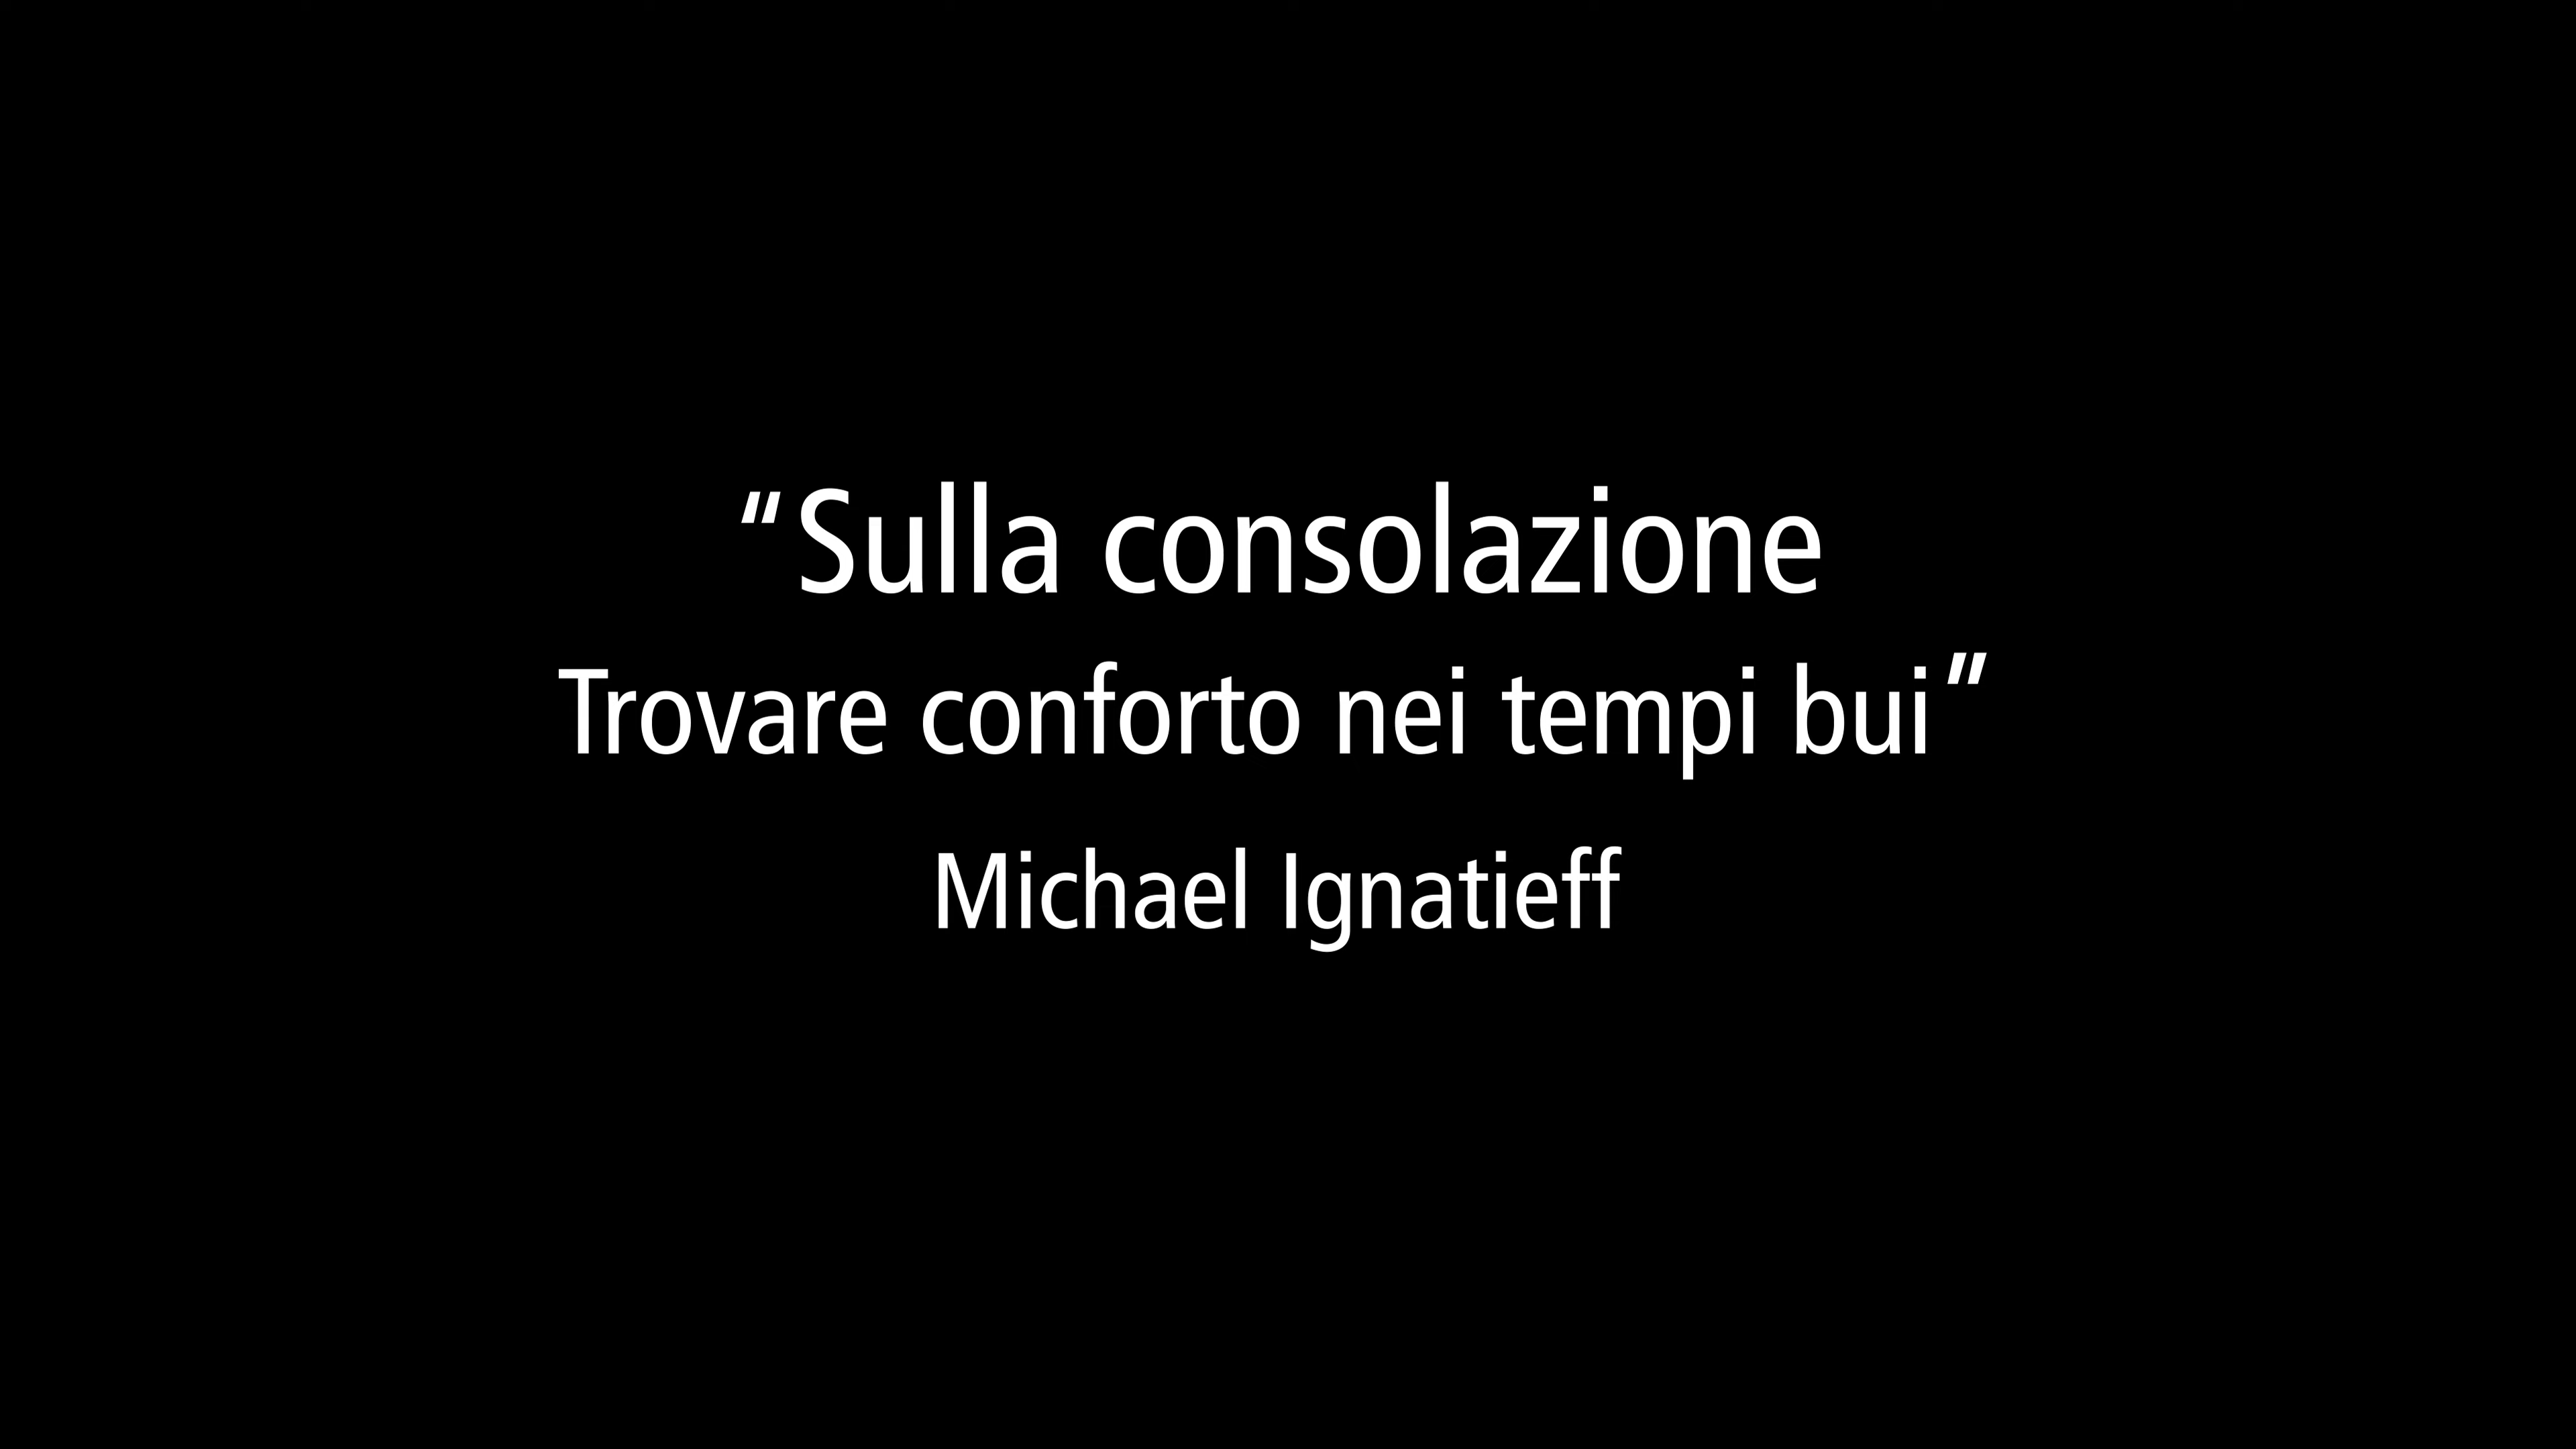 “Sulla consolazione
Trovare conforto nei tempi bui”
Michael Ignatieff